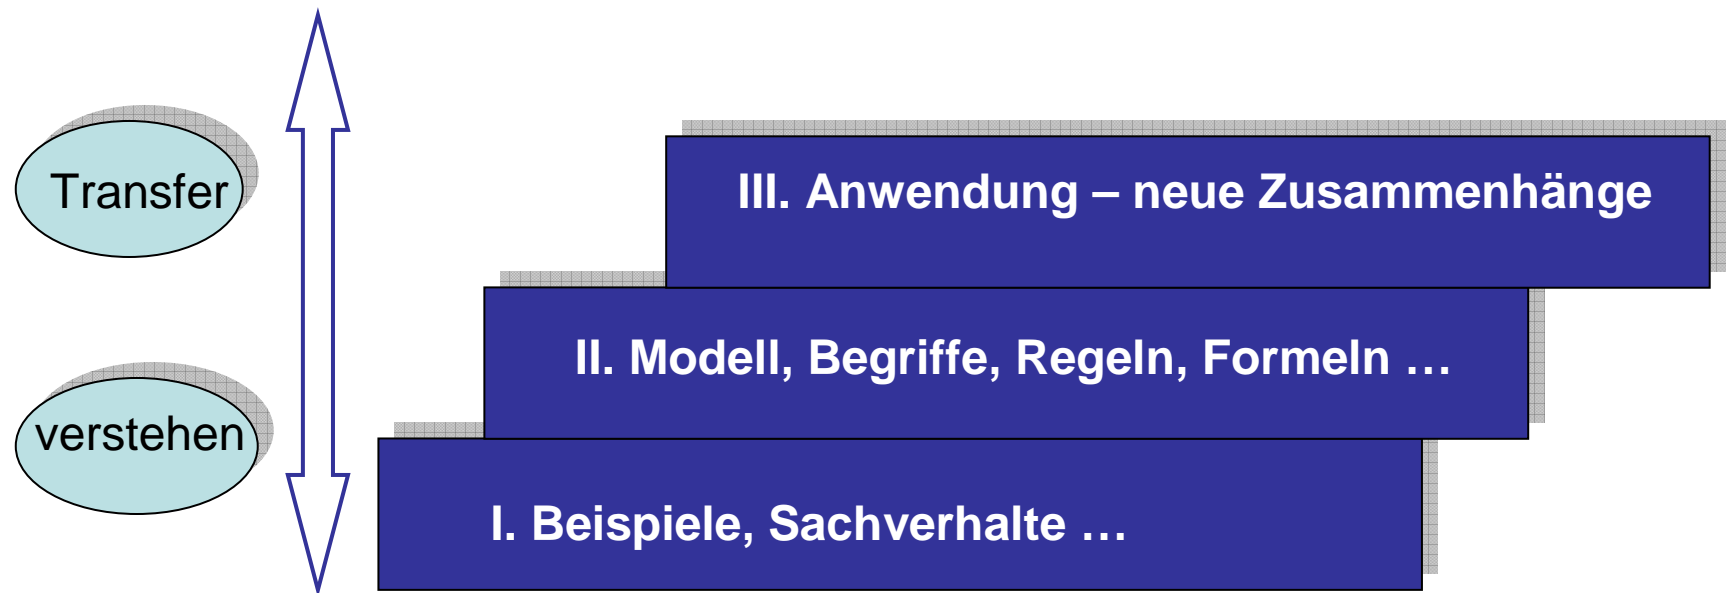 Transfer
III. Anwendung – neue Zusammenhänge
II. Modell, Begriffe, Regeln, Formeln …
verstehen
I. Beispiele, Sachverhalte …